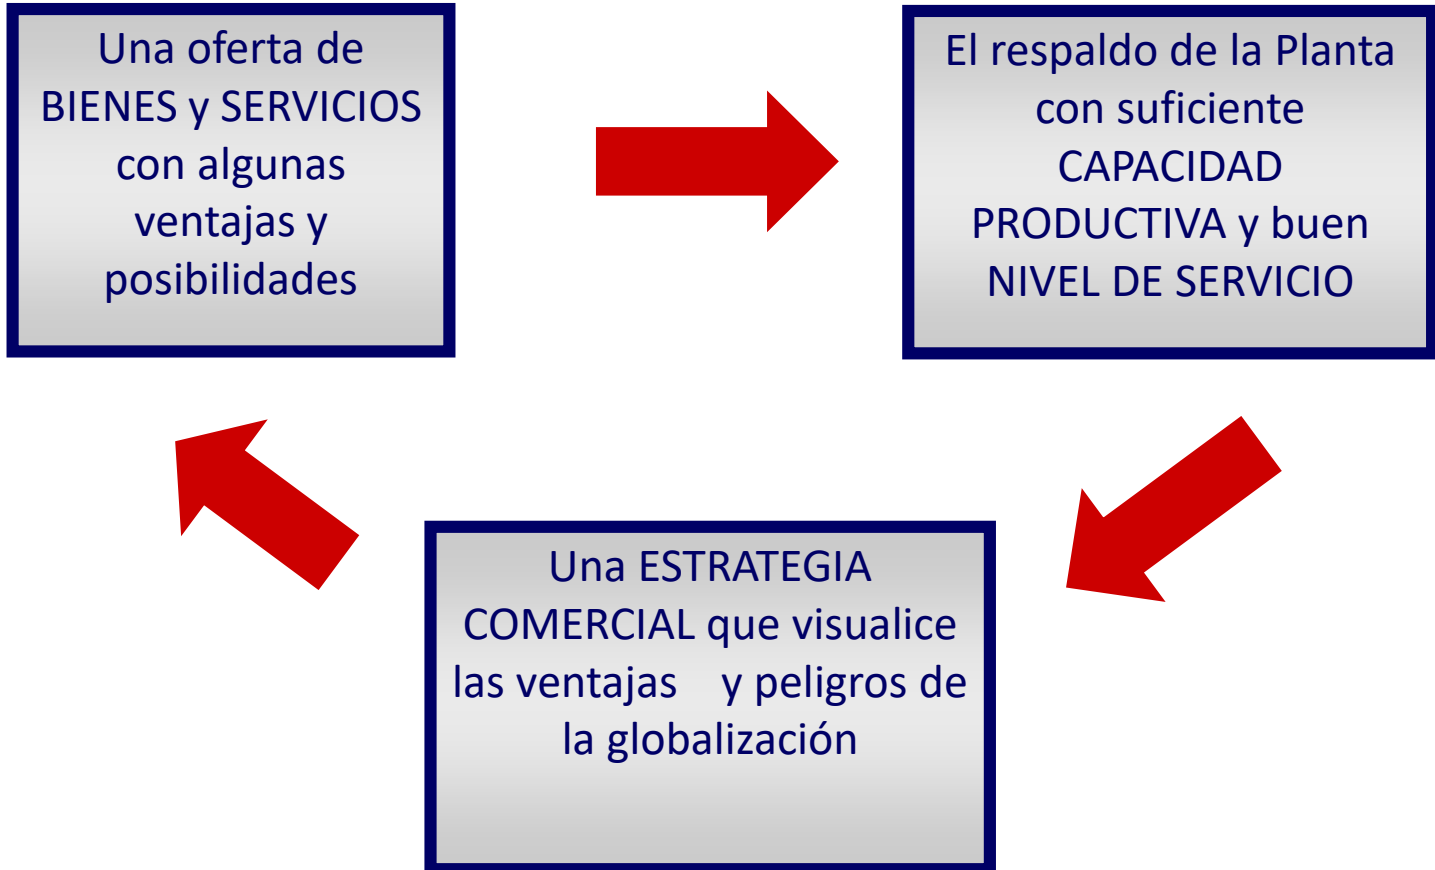 Una oferta de
BIENES y SERVICIOS
con algunas
ventajas y
posibilidades
El respaldo de la Planta
con suficiente
CAPACIDAD
PRODUCTIVA y buen
NIVEL DE SERVICIO
Una ESTRATEGIA
COMERCIAL que visualice
las ventajas y peligros de
la globalización